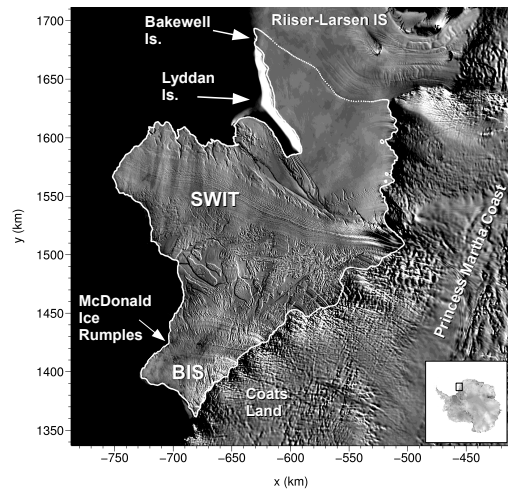 Riiser-Larsen IS
Bakewell
Is.
Lyddan
Is.
SWIT
McDonald
Ice
Rumples
BIS
Coats
Land
Princess Martha Coast
y (km)
1700
1650
1600
1550
1500
1450
1400
1350
−750
−700
−650
−600
−550
−500
−450
x (km)